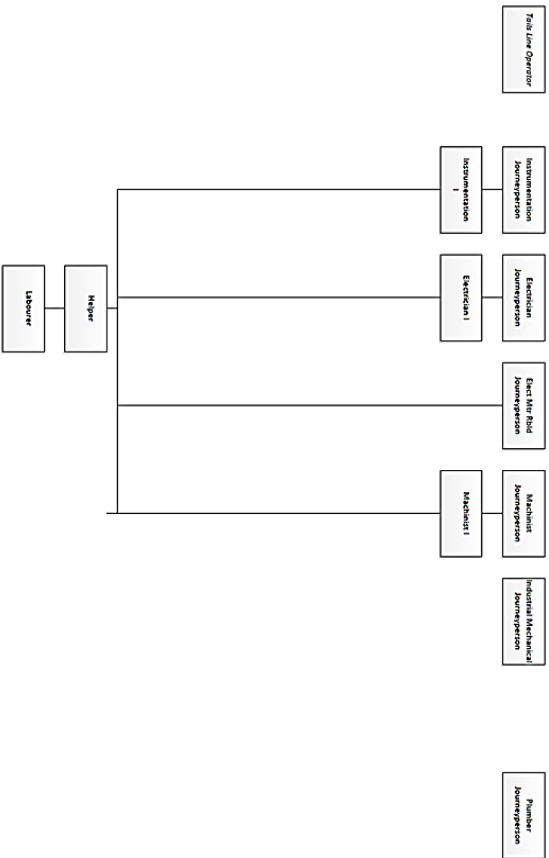 Tails Line Operator
Instrumentation
Journeyperson
Electrician
Journeyperson
Elect Mtr Rbld
Journeyperson
Machinist
Journeyperson
Industrial Mechanical
Journeyperson
Plumber
Journeyperson
Instrumentation
I
Electrician I
Machinist I
Helper
Labourer